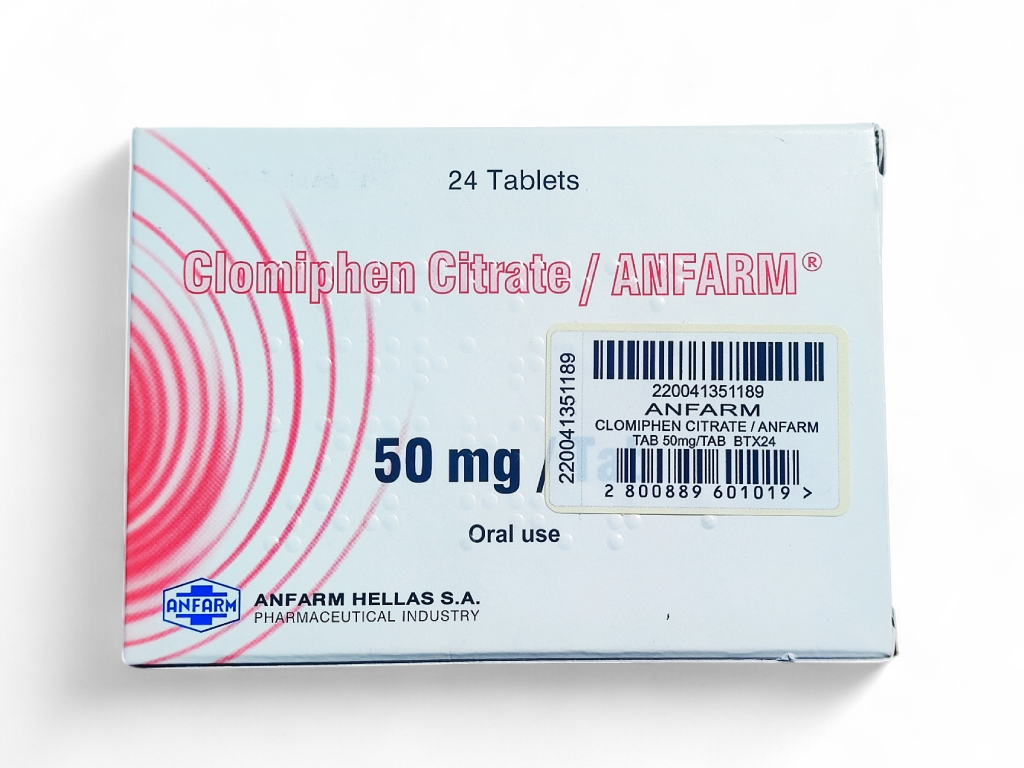 24 Tablets
Clomiphen Citrate / ANFARM®
220041351189
220041351189
ANFARM
CLOMIPHEN CITRATE / ANFARM
TAB 50mg/TAB BTX24
2 800889 601019 >
50 mg /
Oral use
ANFARM
ANFARM HELLAS S.A.
PHARMACEUTICAL INDUSTRY